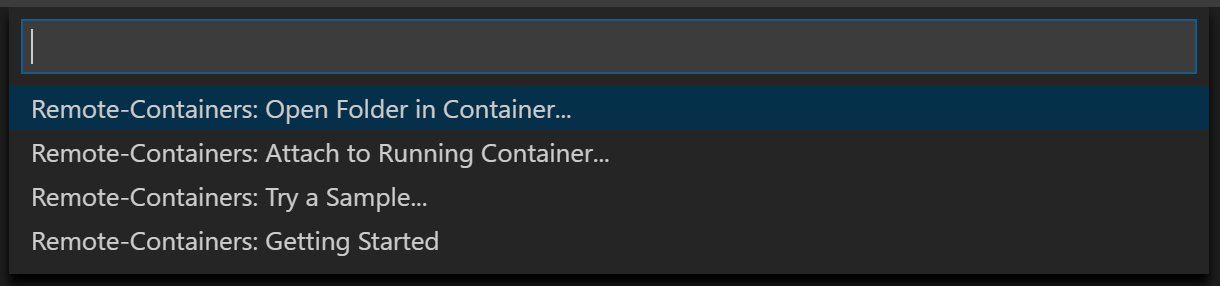 Remote-Containers: Open Folder in Container...
Remote-Containers: Attach to Running Container...
Remote-Containers: Try a Sample...
Remote-Containers: Getting Started